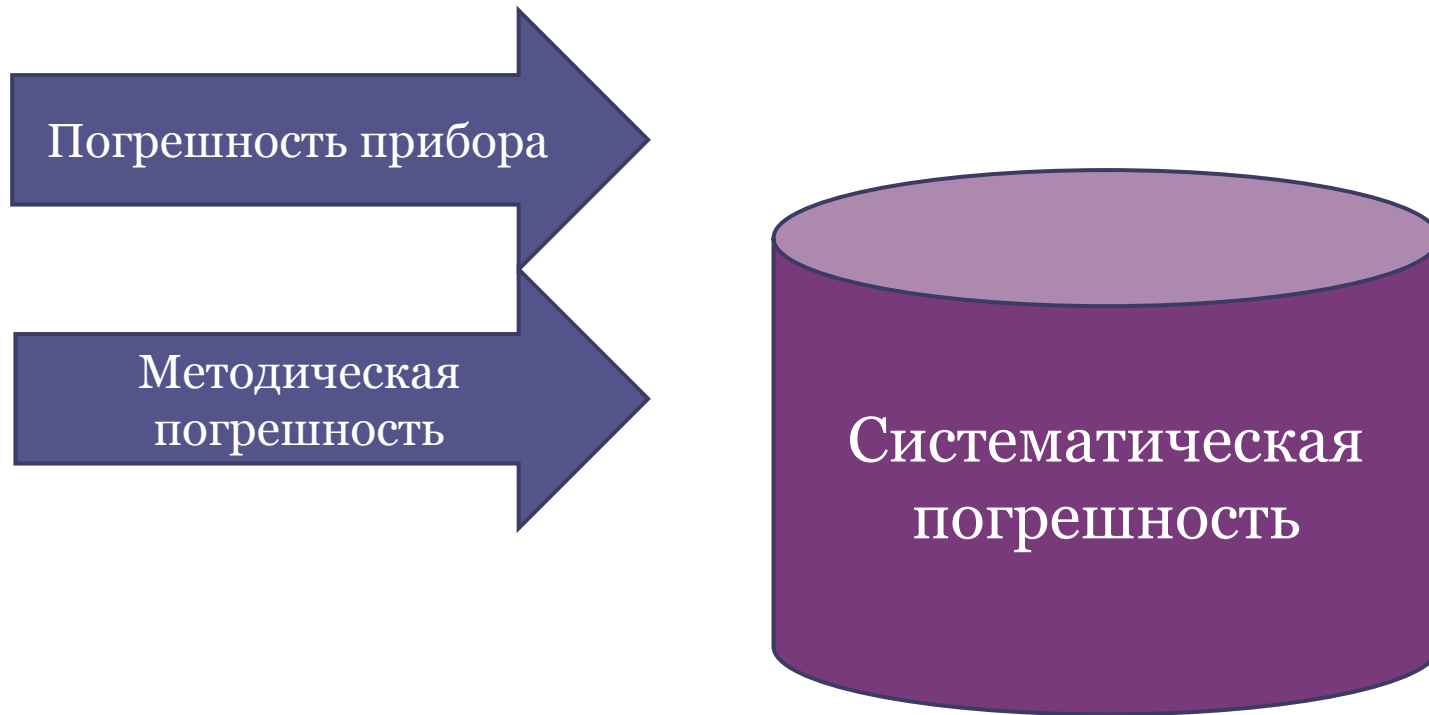 Погрешность прибора
Методическая
погрешность
Систематическая
погрешность